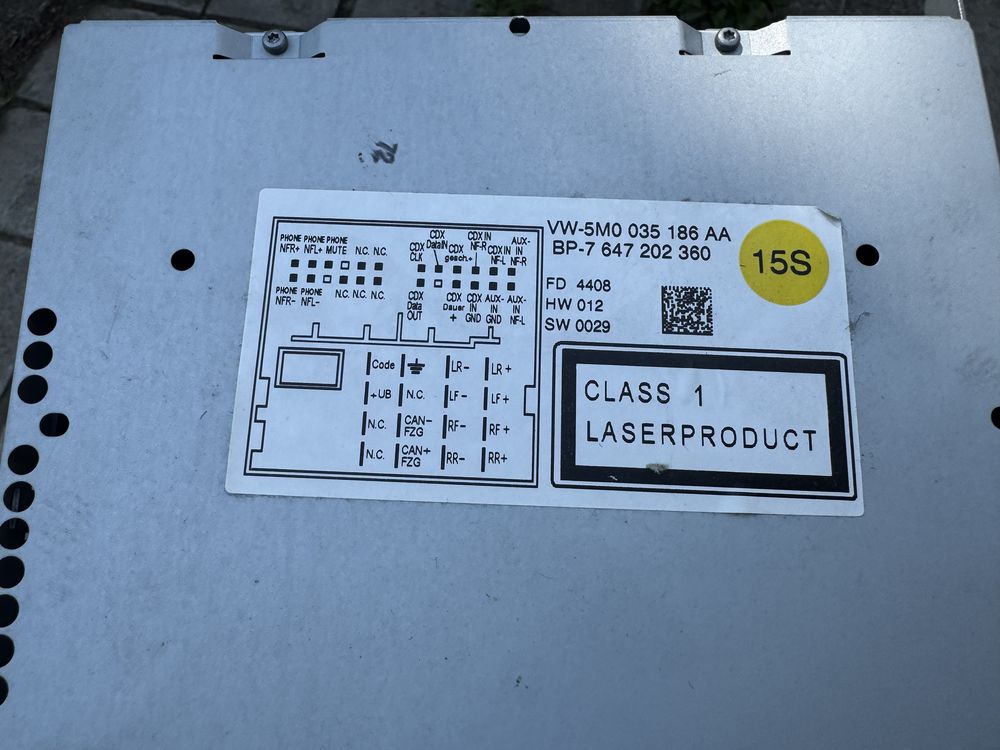 VW-5M0 035 186 AA
BP-7 647 202 360
15S
FD 4408
HW 012
SW 0029
CLASS 1
LASERPRODUCT
PHONE PHONE PHONE
NFR+ NFL+ MUTE N.C. N.C.
PHONE PHONE
NFR- NFL- N.C. N.C. N.C.
CDX CLK
CDX DataIN
CDX gesch.+
CDX IN NF-R
CDX IN NF-L
AUX-IN NF-R
CDX Data OUT
CDX Dauer +
CDX IN GND
AUX-IN GND
AUX-IN NF-L
Code LR- LR+
+UB N.C. LF- LF+
N.C. CAN-FZG RF- RF+
N.C. CAN+FZG RR- RR+